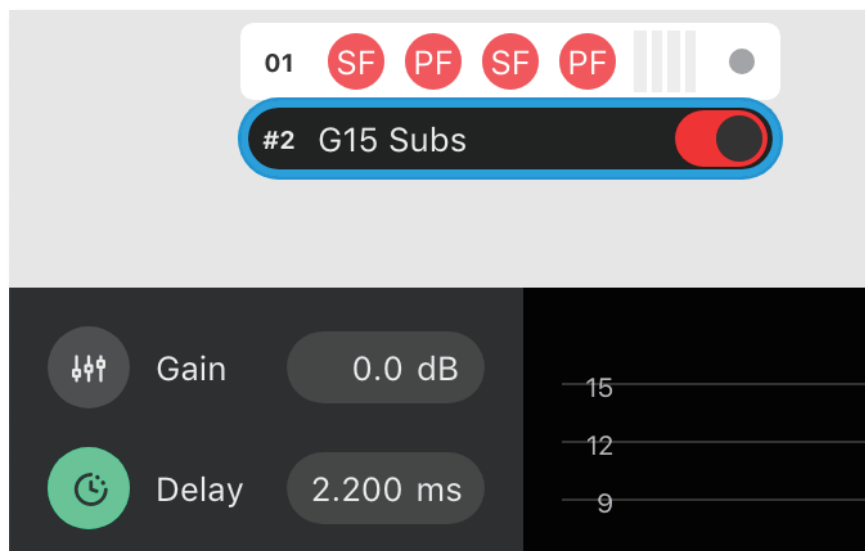 01 SF PF SF PF
#2 G15 Subs
Gain 0.0 dB
Delay 2.200 ms
15
12
9